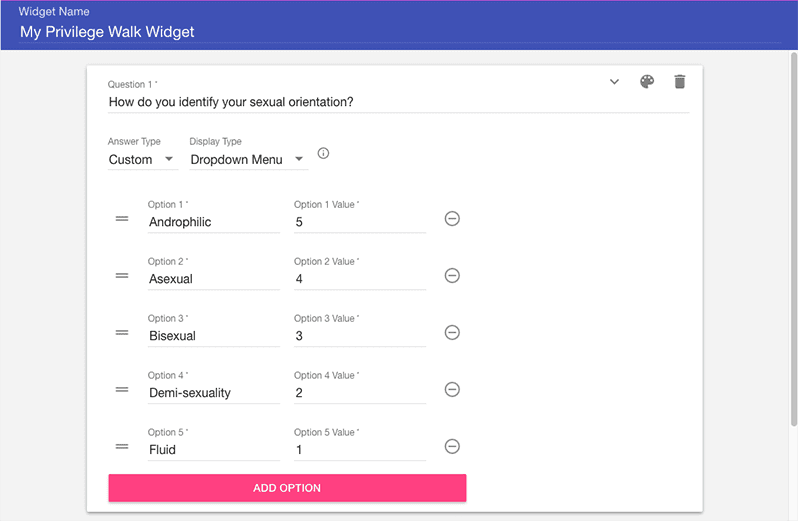 Widget Name
My Privilege Walk Widget
Question 1 *
How do you identify your sexual orientation?
Answer Type Display Type
Custom Dropdown Menu
Option 1 * Option 1 Value *
Androphilic 5
Option 2 * Option 2 Value *
Asexual 4
Option 3 * Option 3 Value *
Bisexual 3
Option 4 * Option 4 Value *
Demi-sexuality 2
Option 5 * Option 5 Value *
Fluid 1
ADD OPTION